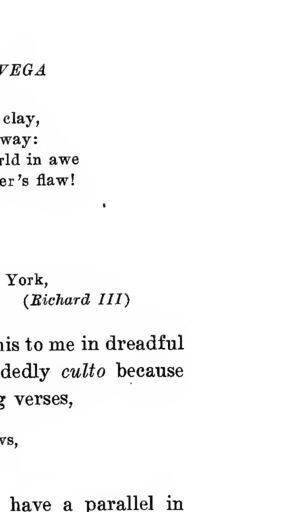 VEGA
clay,
way:
rld in awe
er's flaw!
York,
(Richard III)
his to me in dreadful
dedly culto because
g verses,
ws,
have a parallel in